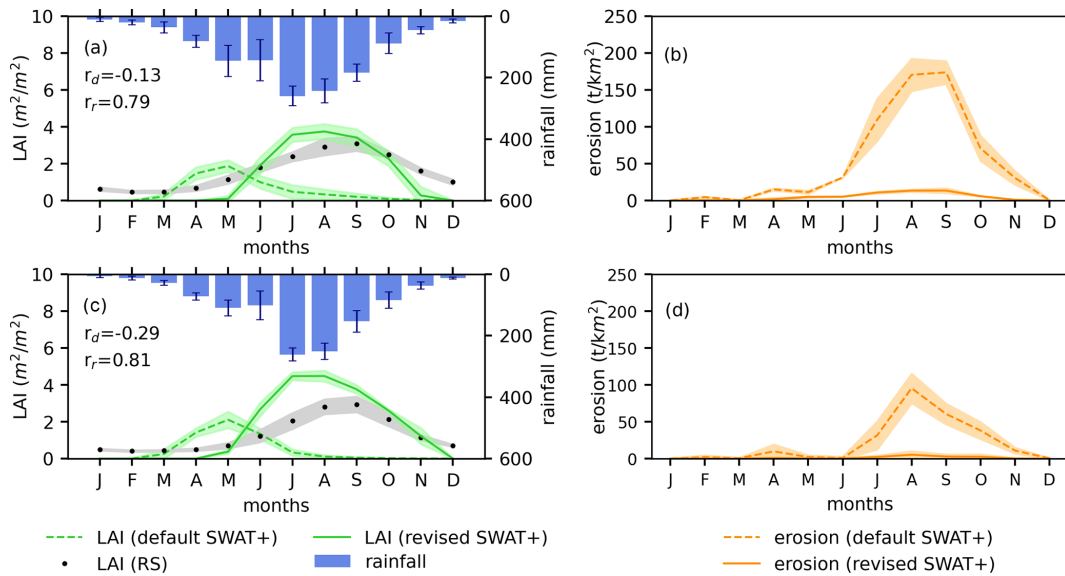 (a)
r_d=-0.13
r_r=0.79
LAI (m²/m²)
10
8
6
4
2
0
0
200
400
600
rainfall (mm)
J F M A M J J A S O N D
months
(b)
erosion (t/km²)
250
200
150
100
50
0
J F M A M J J A S O N D
months
(c)
r_d=-0.29
r_r=0.81
LAI (m²/m²)
10
8
6
4
2
0
0
200
400
600
rainfall (mm)
J F M A M J J A S O N D
months
(d)
erosion (t/km²)
250
200
150
100
50
0
J F M A M J J A S O N D
months
LAI (default SWAT+)
LAI (RS)
LAI (revised SWAT+)
rainfall
erosion (default SWAT+)
erosion (revised SWAT+)